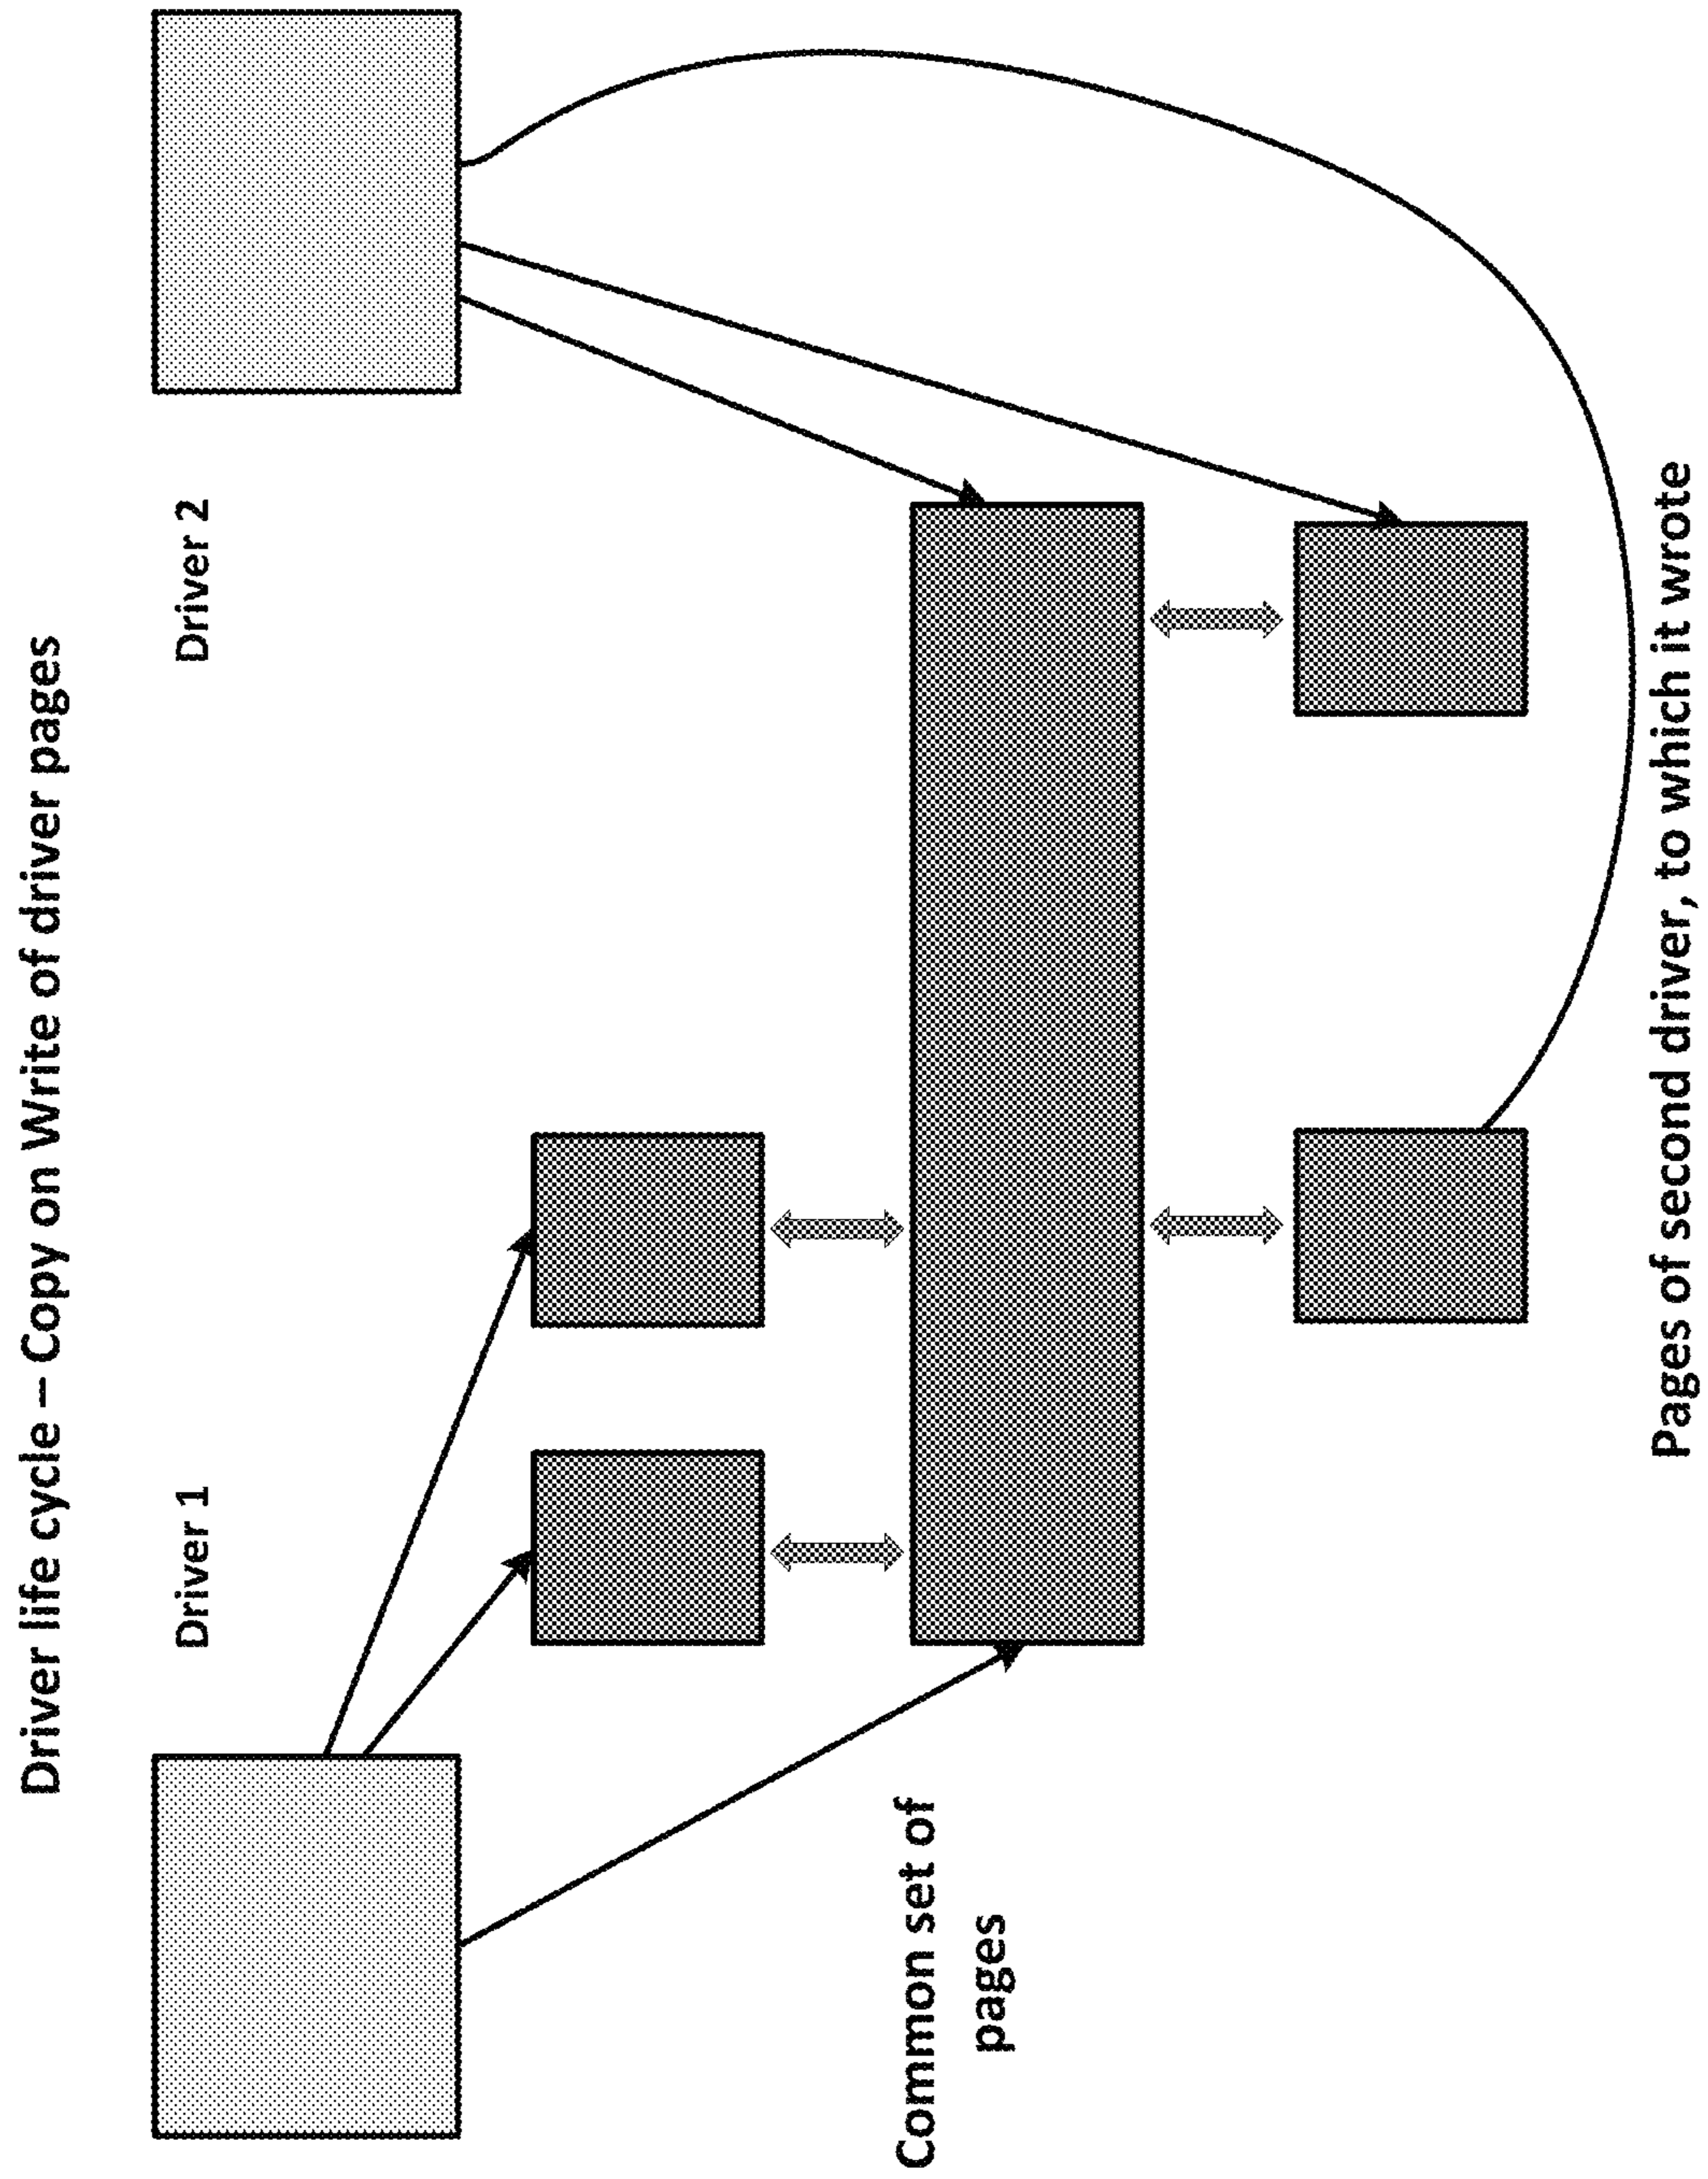 Driver life cycle – Copy on Write of driver pages
Driver 1
Driver 2
Common set of
pages
Pages of second driver, to which it wrote